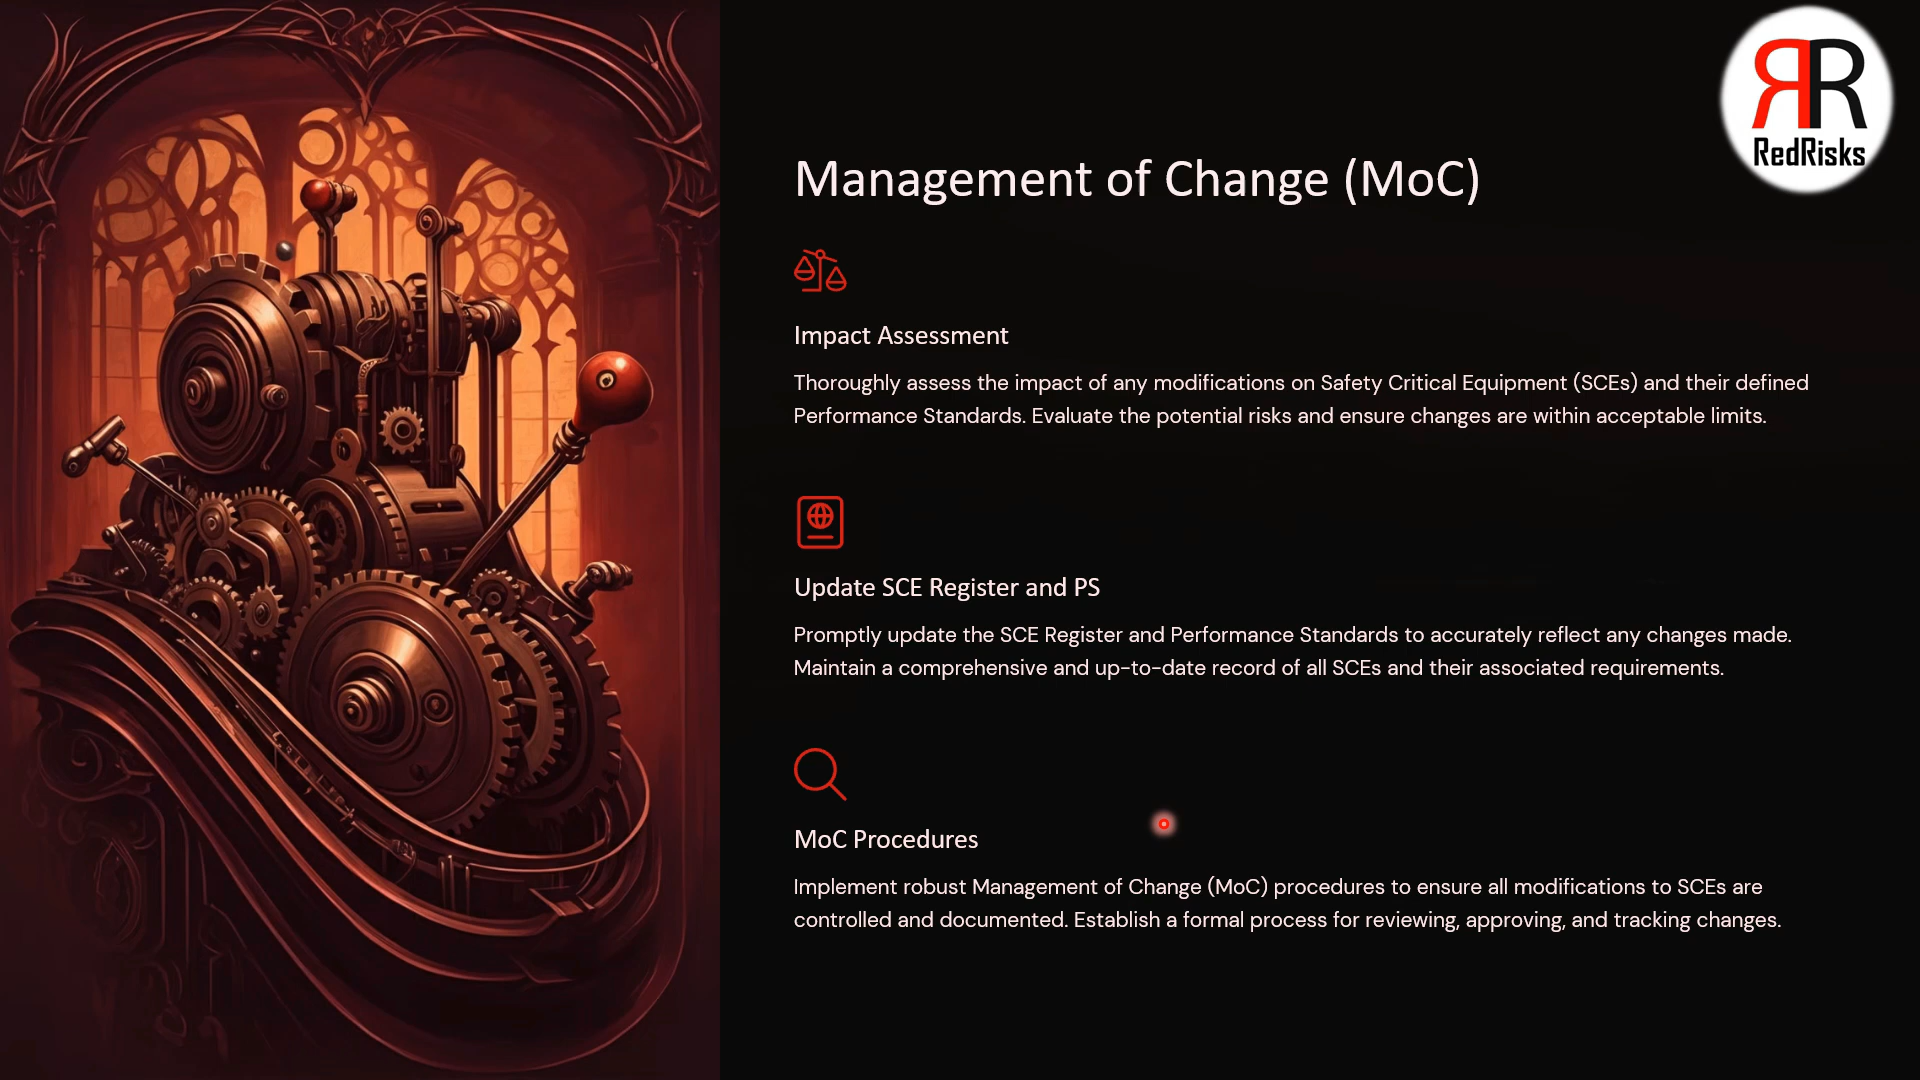 RR
RedRisks
Management of Change (MoC)
Impact Assessment
Thoroughly assess the impact of any modifications on Safety Critical Equipment (SCEs) and their defined
Performance Standards. Evaluate the potential risks and ensure changes are within acceptable limits.
Update SCE Register and PS
Promptly update the SCE Register and Performance Standards to accurately reflect any changes made.
Maintain a comprehensive and up-to-date record of all SCEs and their associated requirements.
MoC Procedures
Implement robust Management of Change (MoC) procedures to ensure all modifications to SCEs are
controlled and documented. Establish a formal process for reviewing, approving, and tracking changes.